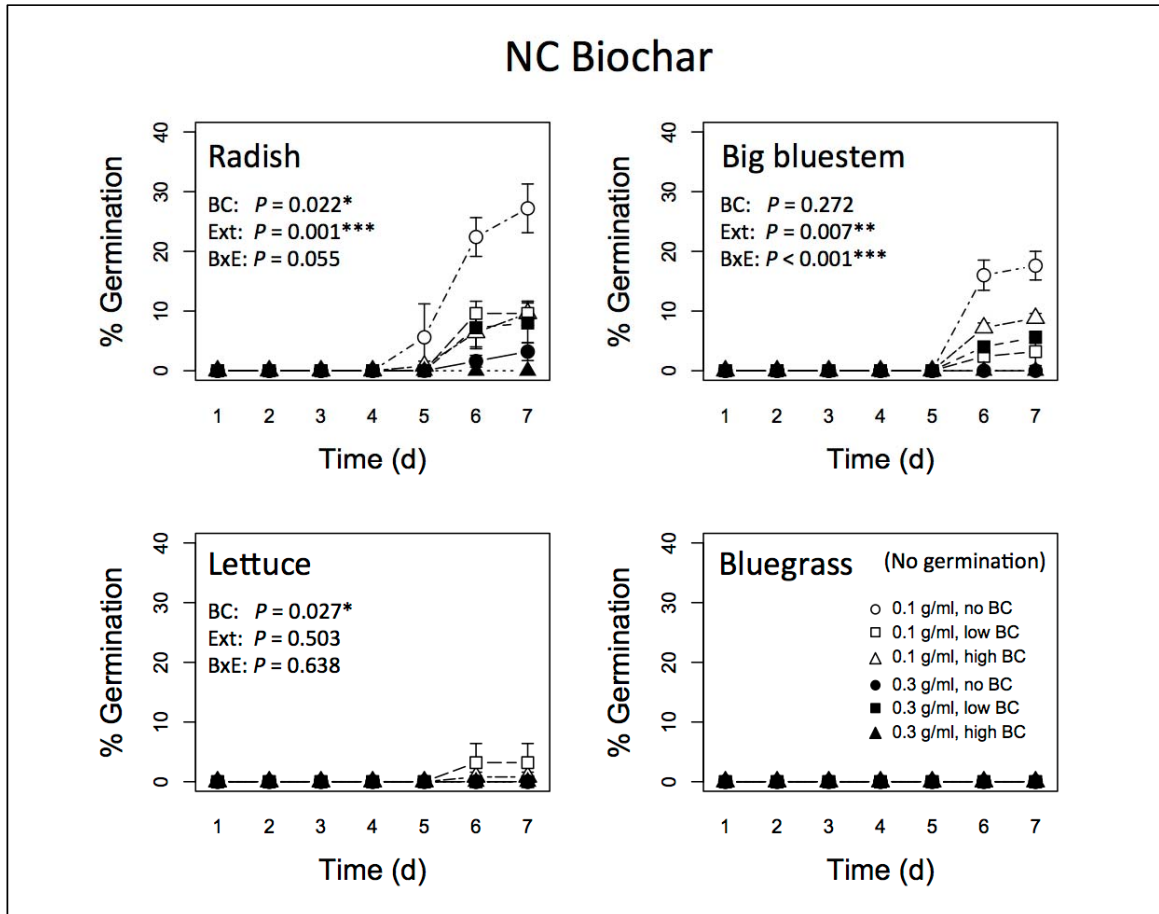 NC Biochar
% Germination
40
30
20
10
0
Radish
BC: P = 0.022*
Ext: P = 0.001***
BxE: P = 0.055
1 2 3 4 5 6 7
Time (d)
% Germination
40
30
20
10
0
Big bluestem
BC: P = 0.272
Ext: P = 0.007**
BxE: P < 0.001***
1 2 3 4 5 6 7
Time (d)
% Germination
40
30
20
10
0
Lettuce
BC: P = 0.027*
Ext: P = 0.503
BxE: P = 0.638
1 2 3 4 5 6 7
Time (d)
% Germination
40
30
20
10
0
Bluegrass (No germination)
0.1 g/ml, no BC
0.1 g/ml, low BC
0.1 g/ml, high BC
0.3 g/ml, no BC
0.3 g/ml, low BC
0.3 g/ml, high BC
1 2 3 4 5 6 7
Time (d)